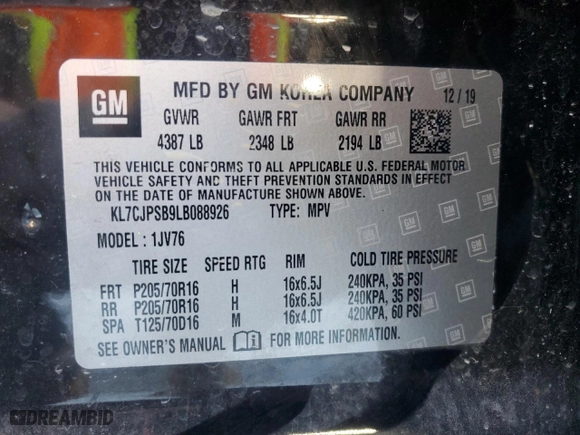 GM
MFD BY GM KOREA COMPANY 12/19
GVWR GAWR FRT GAWR RR
4387 LB 2348 LB 2194 LB
THIS VEHICLE CONFORMS TO ALL APPLICABLE U.S. FEDERAL MOTOR
VEHICLE SAFETY AND THEFT PREVENTION STANDARDS IN EFFECT
ON THE DATE OF MANUFACTURE SHOWN ABOVE.
KL7CJPSB9LB088926 TYPE: MPV
MODEL: 1JV76
TIRE SIZE SPEED RTG RIM COLD TIRE PRESSURE
FRT P205/70R16 H 16x6.5J 240KPA, 35 PSI
RR P205/70R16 H 16x6.5J 240KPA, 35 PSI
SPA T125/70D16 M 16x4.0T 420KPA, 60 PSI
SEE OWNER'S MANUAL FOR MORE INFORMATION.
DREAMBID